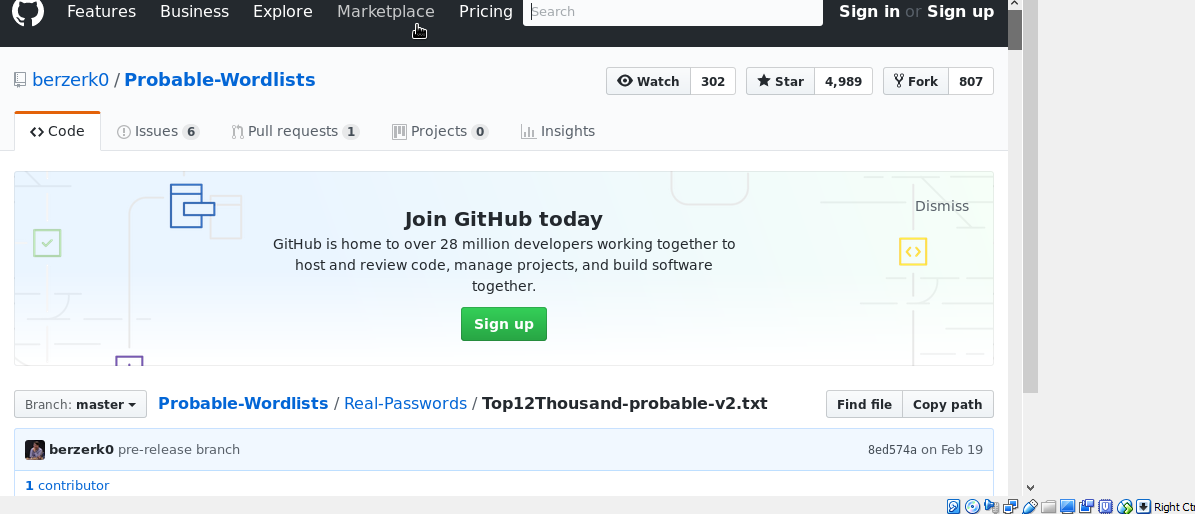 Features Business Explore Marketplace Pricing Search Sign in or Sign up
berzerk0 / Probable-Wordlists Watch 302 Star 4,989 Fork 807
Code Issues 6 Pull requests 1 Projects 0 Insights
Dismiss
Join GitHub today
GitHub is home to over 28 million developers working together to
host and review code, manage projects, and build software
together.
Sign up
Branch: master Probable-Wordlists / Real-Passwords / Top12Thousand-probable-v2.txt Find file Copy path
berzerk0 pre-release branch 8ed574a on Feb 19
1 contributor
Right Ctr